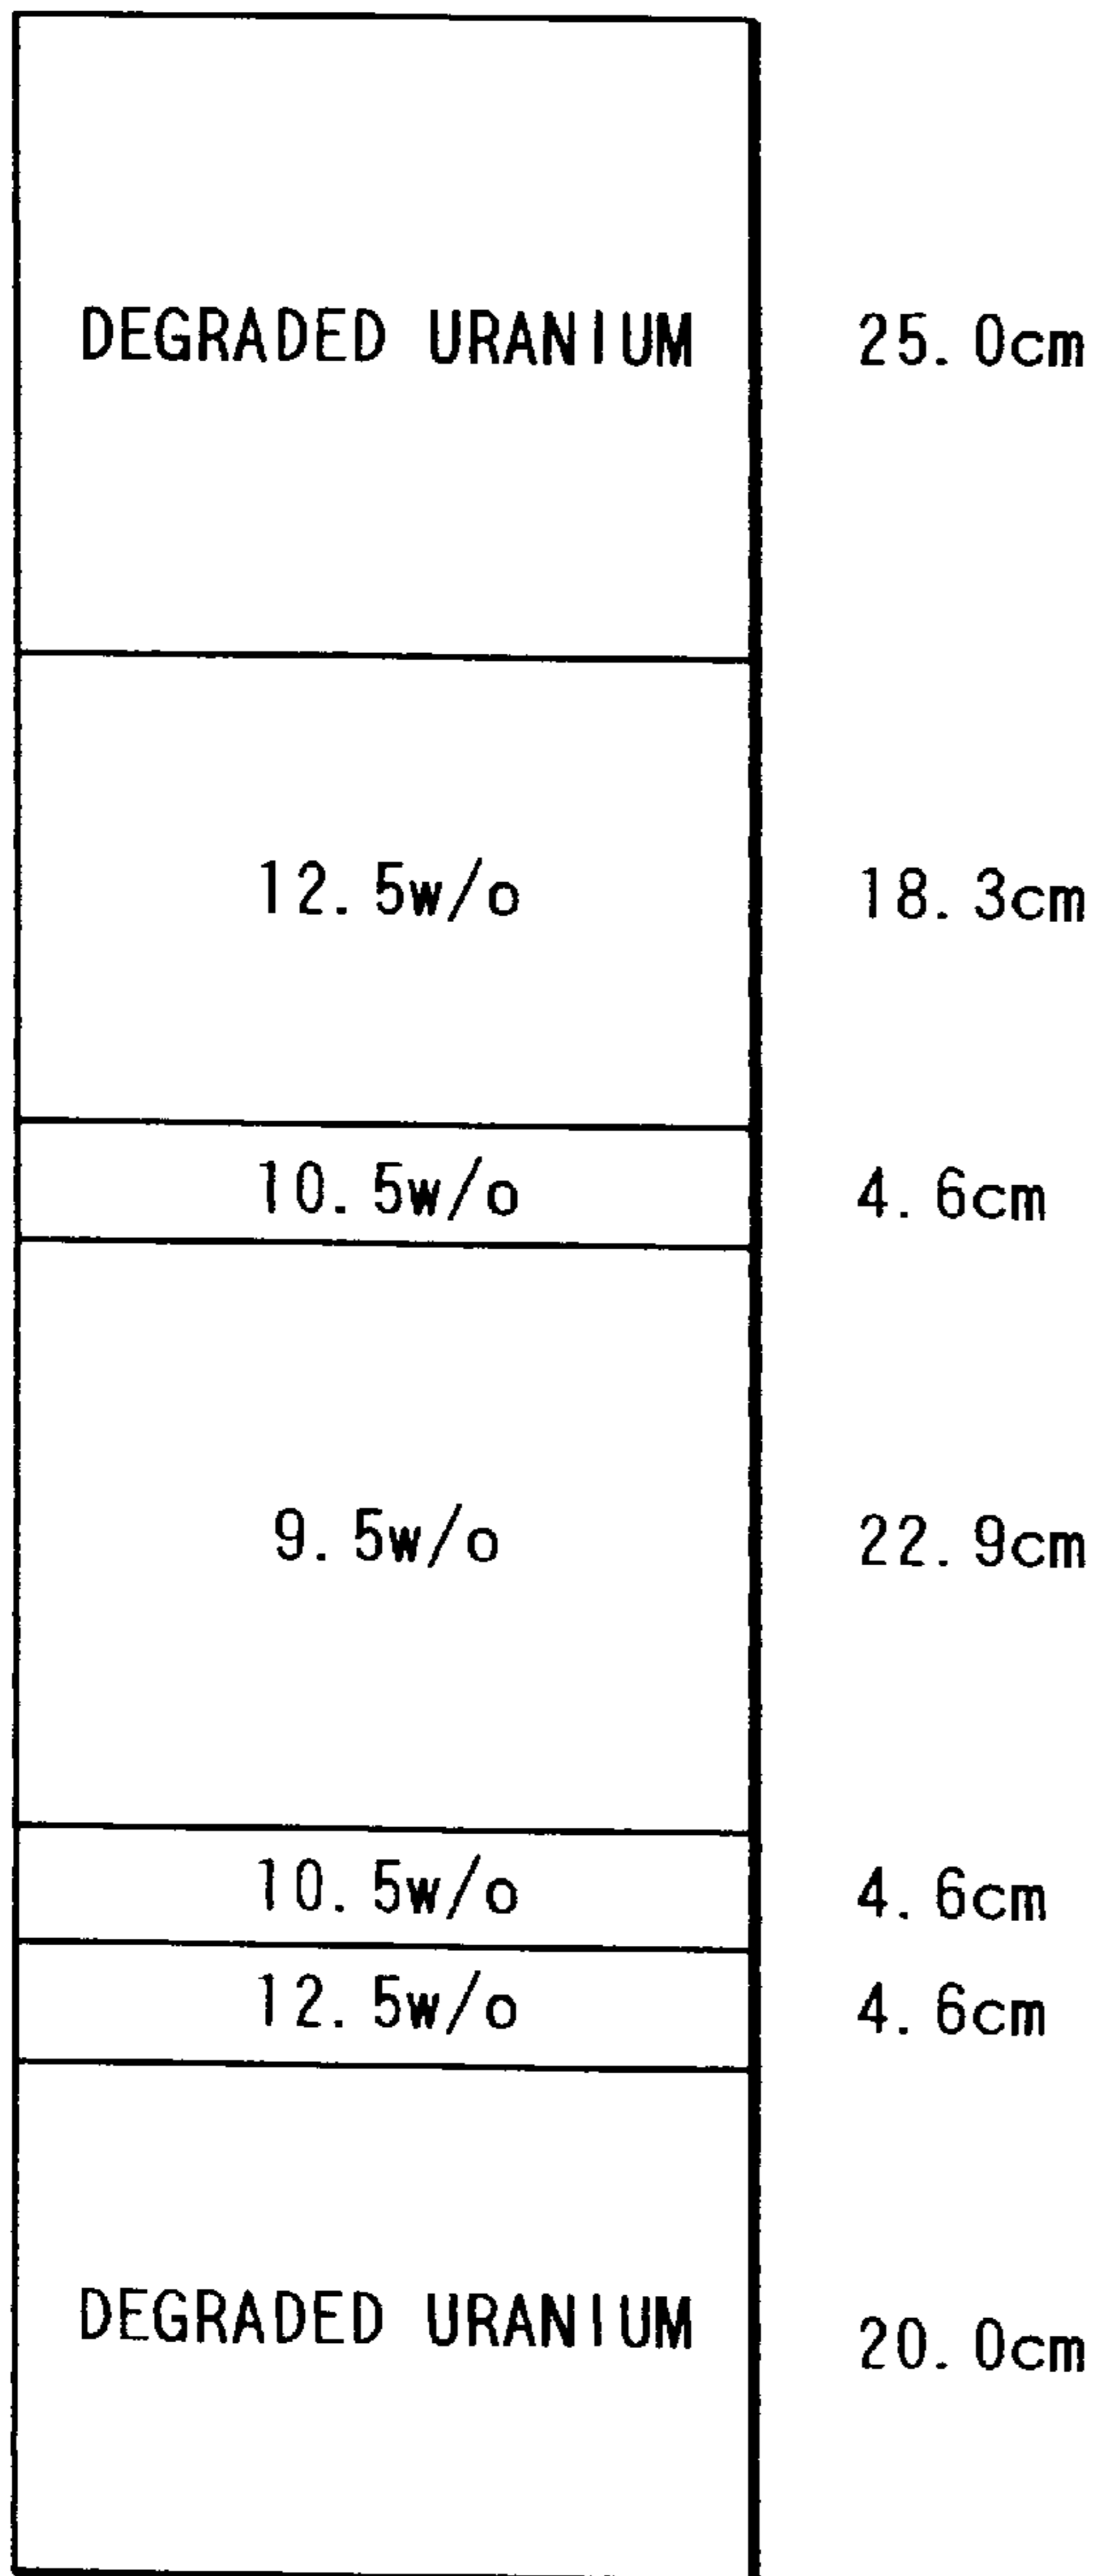 DEGRADED URANIUM 25.0cm
12.5w/o 18.3cm
10.5w/o 4.6cm
9.5w/o 22.9cm
10.5w/o 4.6cm
12.5w/o 4.6cm
DEGRADED URANIUM 20.0cm